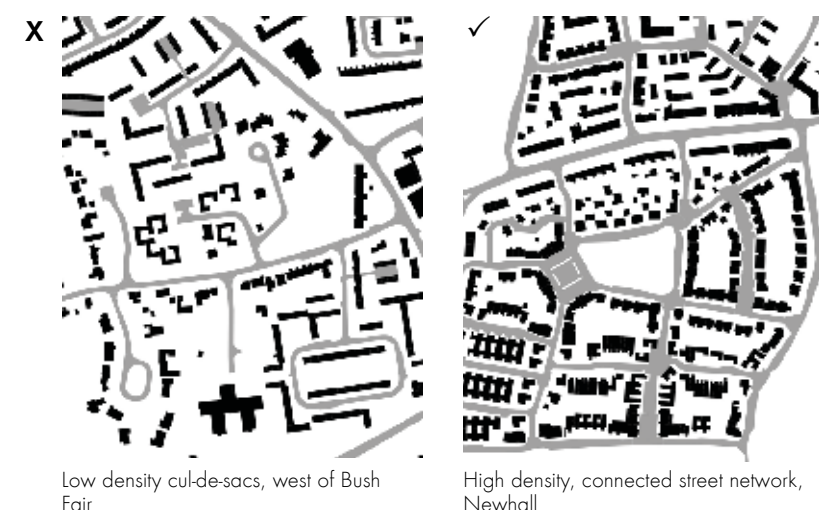 X
✓
Low density cul-de-sacs, west of Bush
Fair
High density, connected street network,
Newhall